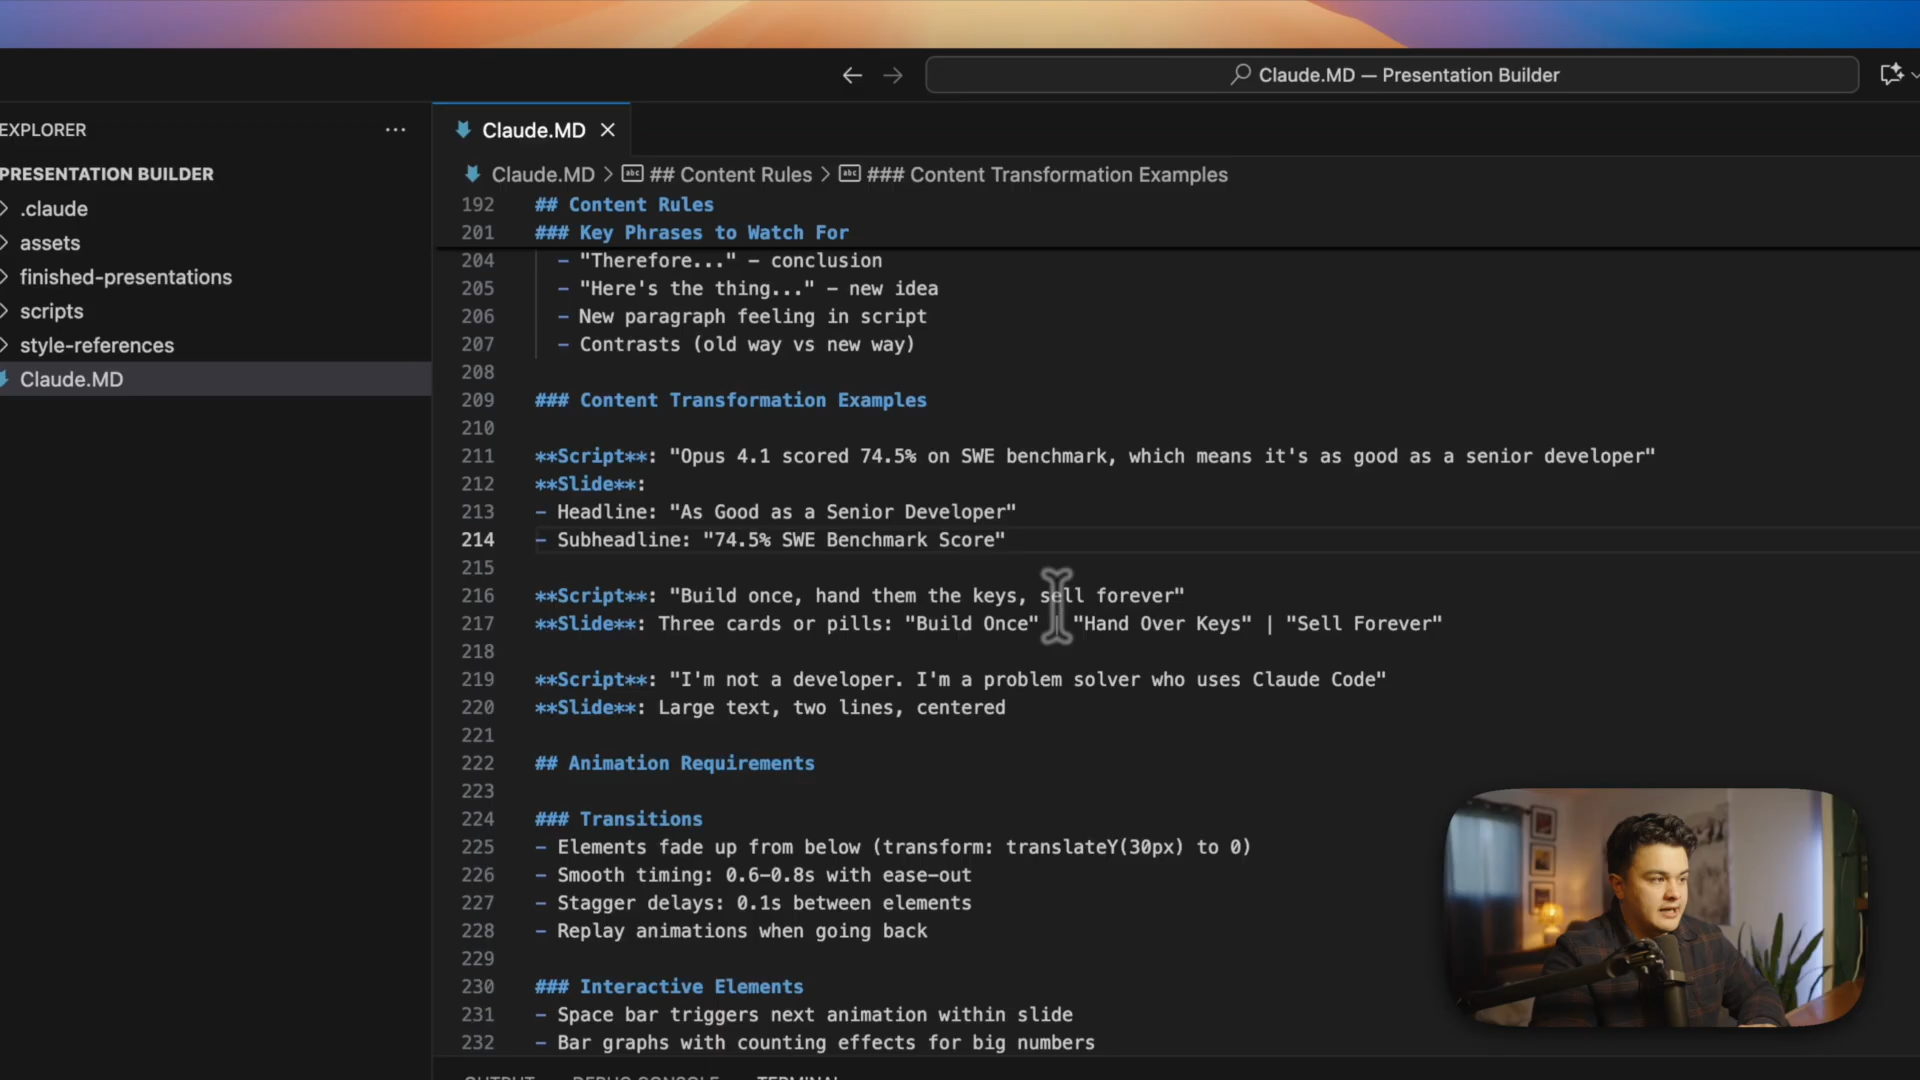 Claude.MD — Presentation Builder
EXPLORER
Claude.MD
PRESENTATION BUILDER
.claude
assets
finished-presentations
scripts
style-references
Claude.MD
Claude.MD > ## Content Rules > ### Content Transformation Examples
192 ## Content Rules
201 ### Key Phrases to Watch For
204 - "Therefore..." - conclusion
205 - "Here's the thing..." - new idea
206 - New paragraph feeling in script
207 - Contrasts (old way vs new way)
208
209 ### Content Transformation Examples
210
211 **Script**: "Opus 4.1 scored 74.5% on SWE benchmark, which means it's as good as a senior developer"
212 **Slide**:
213 - Headline: "As Good as a Senior Developer"
214 - Subheadline: "74.5% SWE Benchmark Score"
215
216 **Script**: "Build once, hand them the keys, sell forever"
217 **Slide**: Three cards or pills: "Build Once" | "Hand Over Keys" | "Sell Forever"
218
219 **Script**: "I'm not a developer. I'm a problem solver who uses Claude Code"
220 **Slide**: Large text, two lines, centered
221
222 ## Animation Requirements
223
224 ### Transitions
225 - Elements fade up from below (transform: translateY(30px) to 0)
226 - Smooth timing: 0.6-0.8s with ease-out
227 - Stagger delays: 0.1s between elements
228 - Replay animations when going back
229
230 ### Interactive Elements
231 - Space bar triggers next animation within slide
232 - Bar graphs with counting effects for big numbers
OUTPUT DEBUG CONSOLE TERMINAL